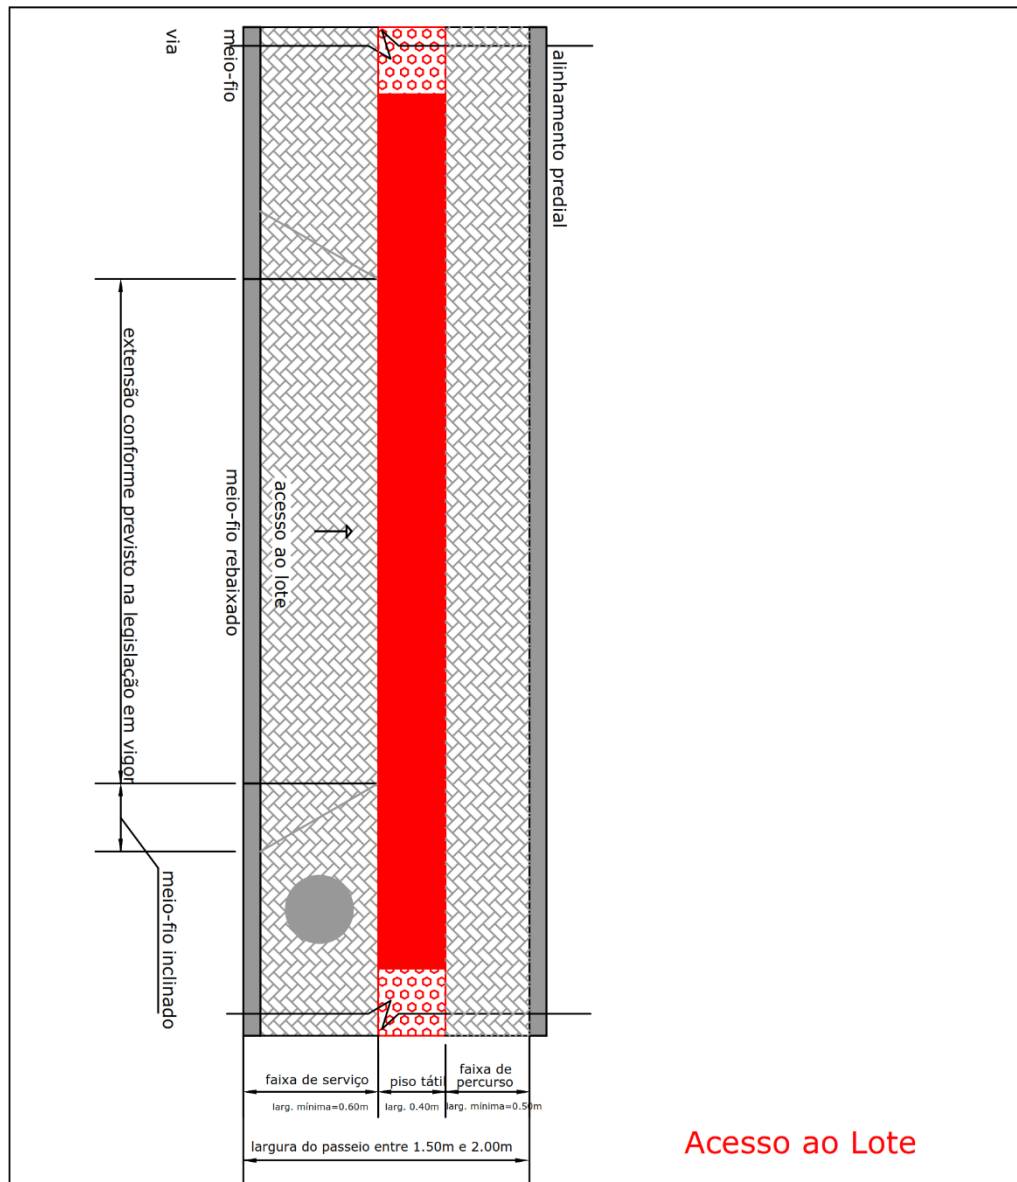 via
meio-fio
alinhamento predial
extensão conforme previsto na legislação em vigor
meio-fio rebaixado
acesso ao lote
meio-fio inclinado
faixa de serviço
piso tátil
faixa de
percurso
larg. mínima=0.60m
larg. 0.40m
larg. mínima=0.50m
largura do passeio entre 1.50m e 2.00m
Acesso ao Lote